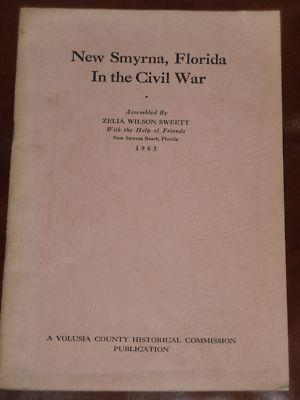 New Smyrna, Florida
In the Civil War
Assembled By
ZELIA WILSON SWEETT
With the Help of Friends
New Smyrna Beach, Florida
1963
A VOLUSIA COUNTY HISTORICAL COMMISSION
PUBLICATION